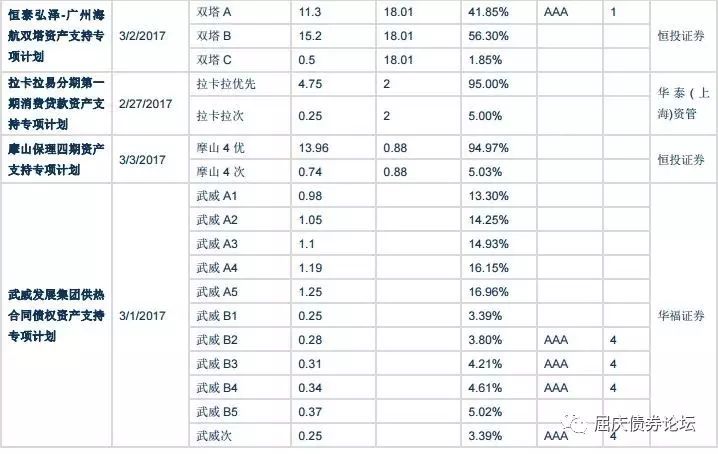 恒泰弘泽-广州海航双塔资产支持专项计划 3/2/2017 双塔 A 11.3 18.01 41.85% AAA 1 恒投证券
双塔 B 15.2 18.01 56.30%
双塔 C 0.5 18.01 1.85%
拉卡拉易分期第一期消费贷款资产支持专项计划 2/27/2017 拉卡拉优先 4.75 2 95.00% 华泰(上海)资管
拉卡拉次 0.25 2 5.00%
摩山保理四期资产支持专项计划 3/3/2017 摩山 4 优 13.96 0.88 94.97% 恒投证券
摩山 4 次 0.74 0.88 5.03%
武威发展集团供热合同债权资产支持专项计划 3/1/2017 武威 A1 0.98 13.30% 华福证券
武威 A2 1.05 14.25%
武威 A3 1.1 14.93%
武威 A4 1.19 16.15%
武威 A5 1.25 16.96%
武威 B1 0.25 3.39%
武威 B2 0.28 3.80% AAA 4
武威 B3 0.31 4.21% AAA 4
武威 B4 0.34 4.61% AAA 4
武威 B5 0.37 5.02%
武威次 0.25 3.39% AAA 4
屈庆债券论坛